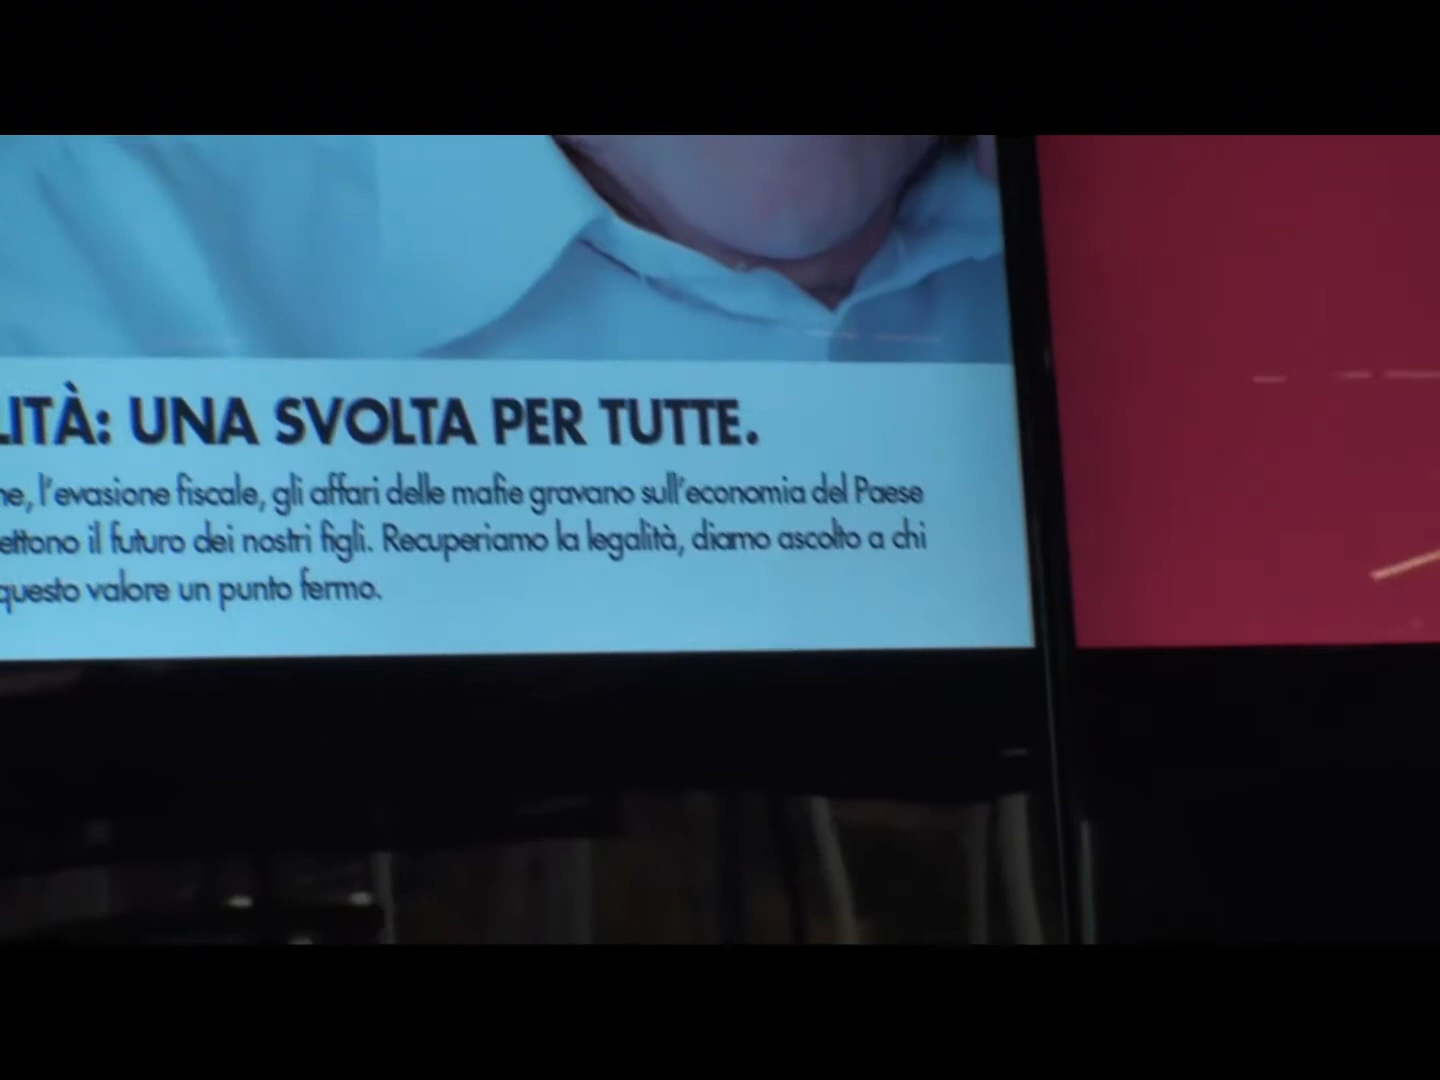 LITÀ: UNA SVOLTA PER TUTTE.
ne, l'evasione fiscale, gli affari delle mafie gravano sull'economia del Paese
ettono il futuro dei nostri figli. Recuperiamo la legalità, diamo ascolto a chi
questo valore un punto fermo.